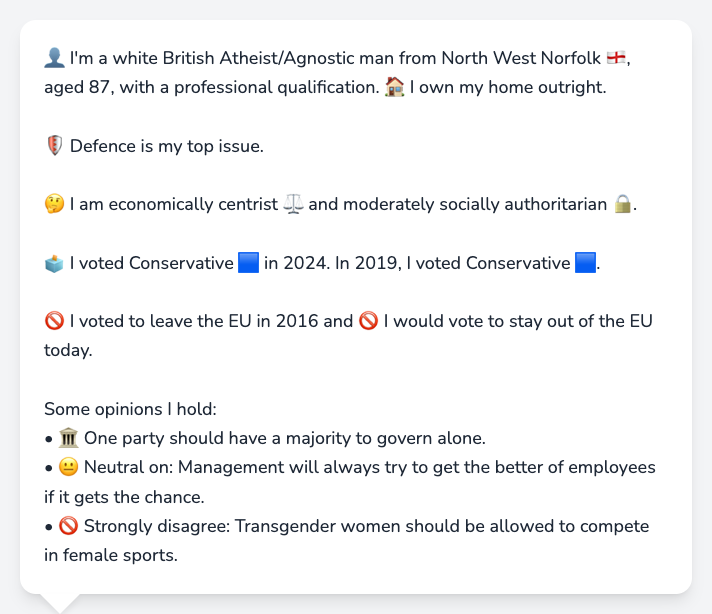 👤 I'm a white British Atheist/Agnostic man from North West Norfolk 🏴󠁧󠁢󠁥󠁮󠁧󠁿,
aged 87, with a professional qualification. 🏠 I own my home outright.
🛡️ Defence is my top issue.
🤔 I am economically centrist ⚖️ and moderately socially authoritarian 🔒.
🗳️ I voted Conservative 🟦 in 2024. In 2019, I voted Conservative 🟦.
🚫 I voted to leave the EU in 2016 and 🚫 I would vote to stay out of the EU
today.
Some opinions I hold:
• 🏛️ One party should have a majority to govern alone.
• 😐 Neutral on: Management will always try to get the better of employees
if it gets the chance.
• 🚫 Strongly disagree: Transgender women should be allowed to compete
in female sports.